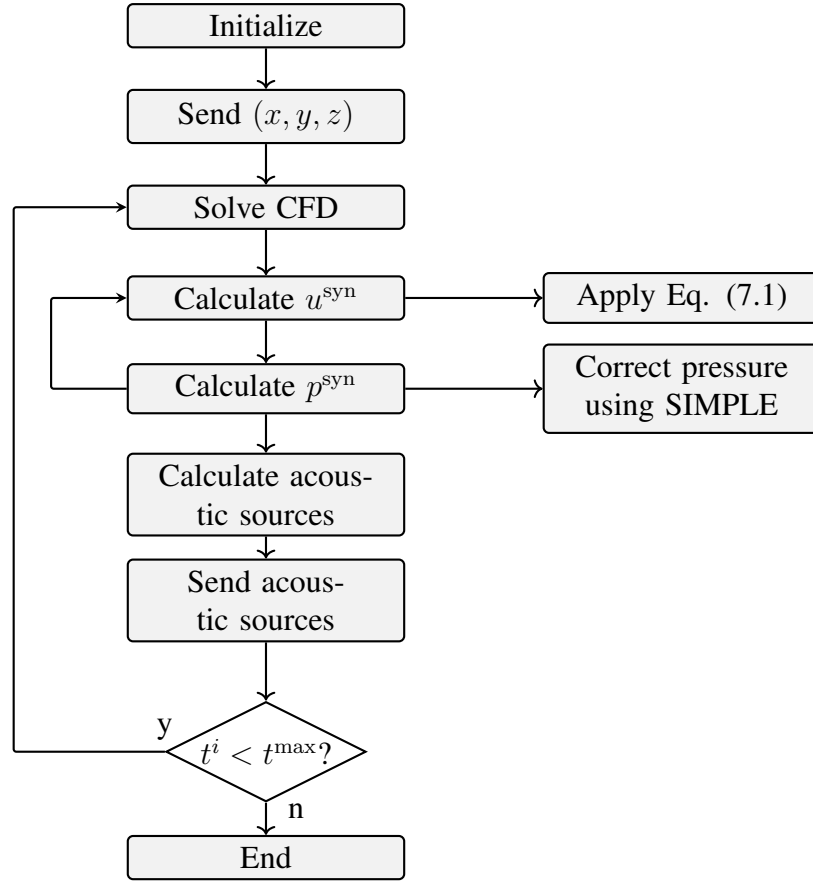 Initialize
Send (x, y, z)
Solve CFD
Calculate u^syn
Apply Eq. (7.1)
Calculate p^syn
Correct pressure
using SIMPLE
Calculate acous-
tic sources
Send acous-
tic sources
y
t^i < t^max?
n
End